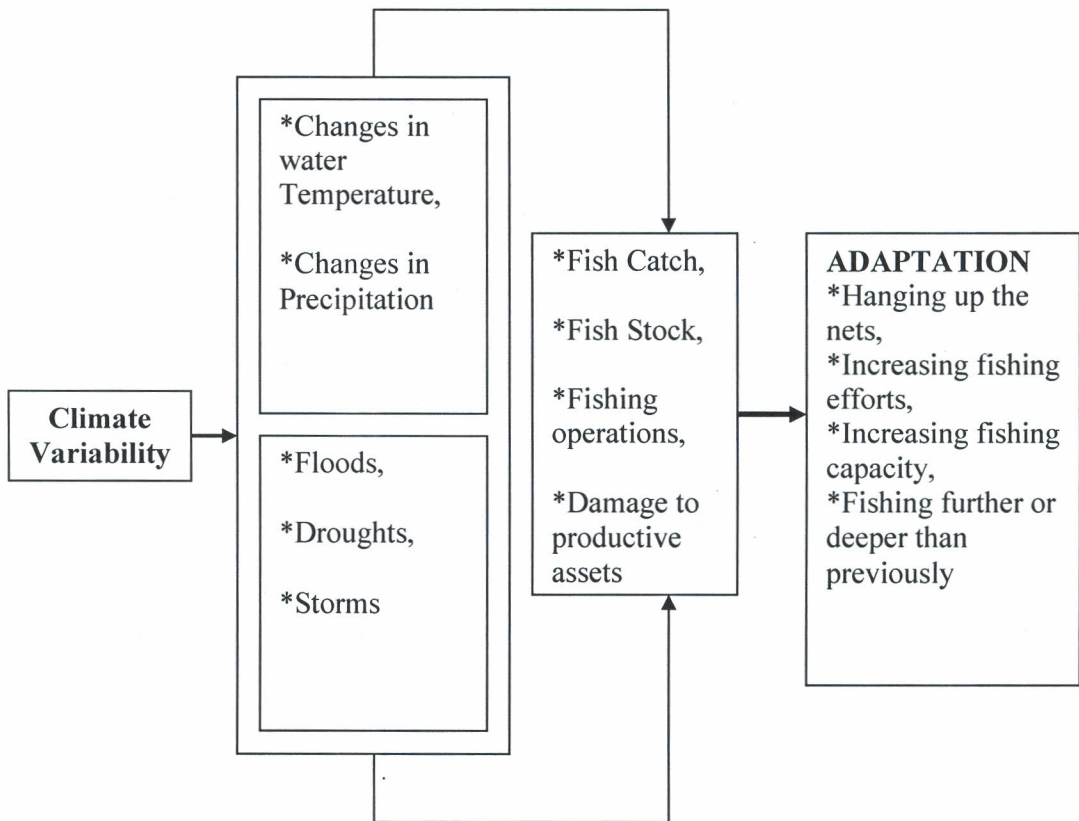 *Changes in
water
Temperature,
*Changes in
Precipitation
Climate
Variability
*Floods,
*Droughts,
*Storms
*Fish Catch,
*Fish Stock,
*Fishing
operations,
*Damage to
productive
assets
ADAPTATION
*Hanging up the
nets,
*Increasing fishing
efforts,
*Increasing fishing
capacity,
*Fishing further or
deeper than
previously